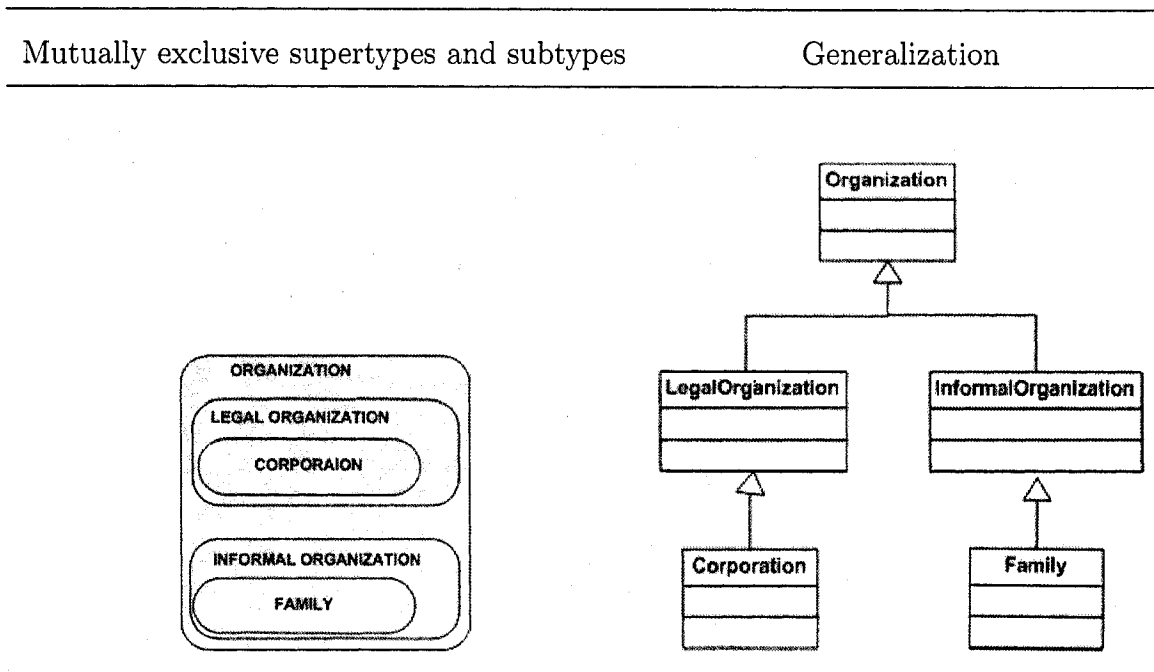 Mutually exclusive supertypes and subtypes
Generalization
ORGANIZATION
LEGAL ORGANIZATION
CORPORAION
INFORMAL ORGANIZATION
FAMILY
Organization
LegalOrganization
InformalOrganization
Corporation
Family